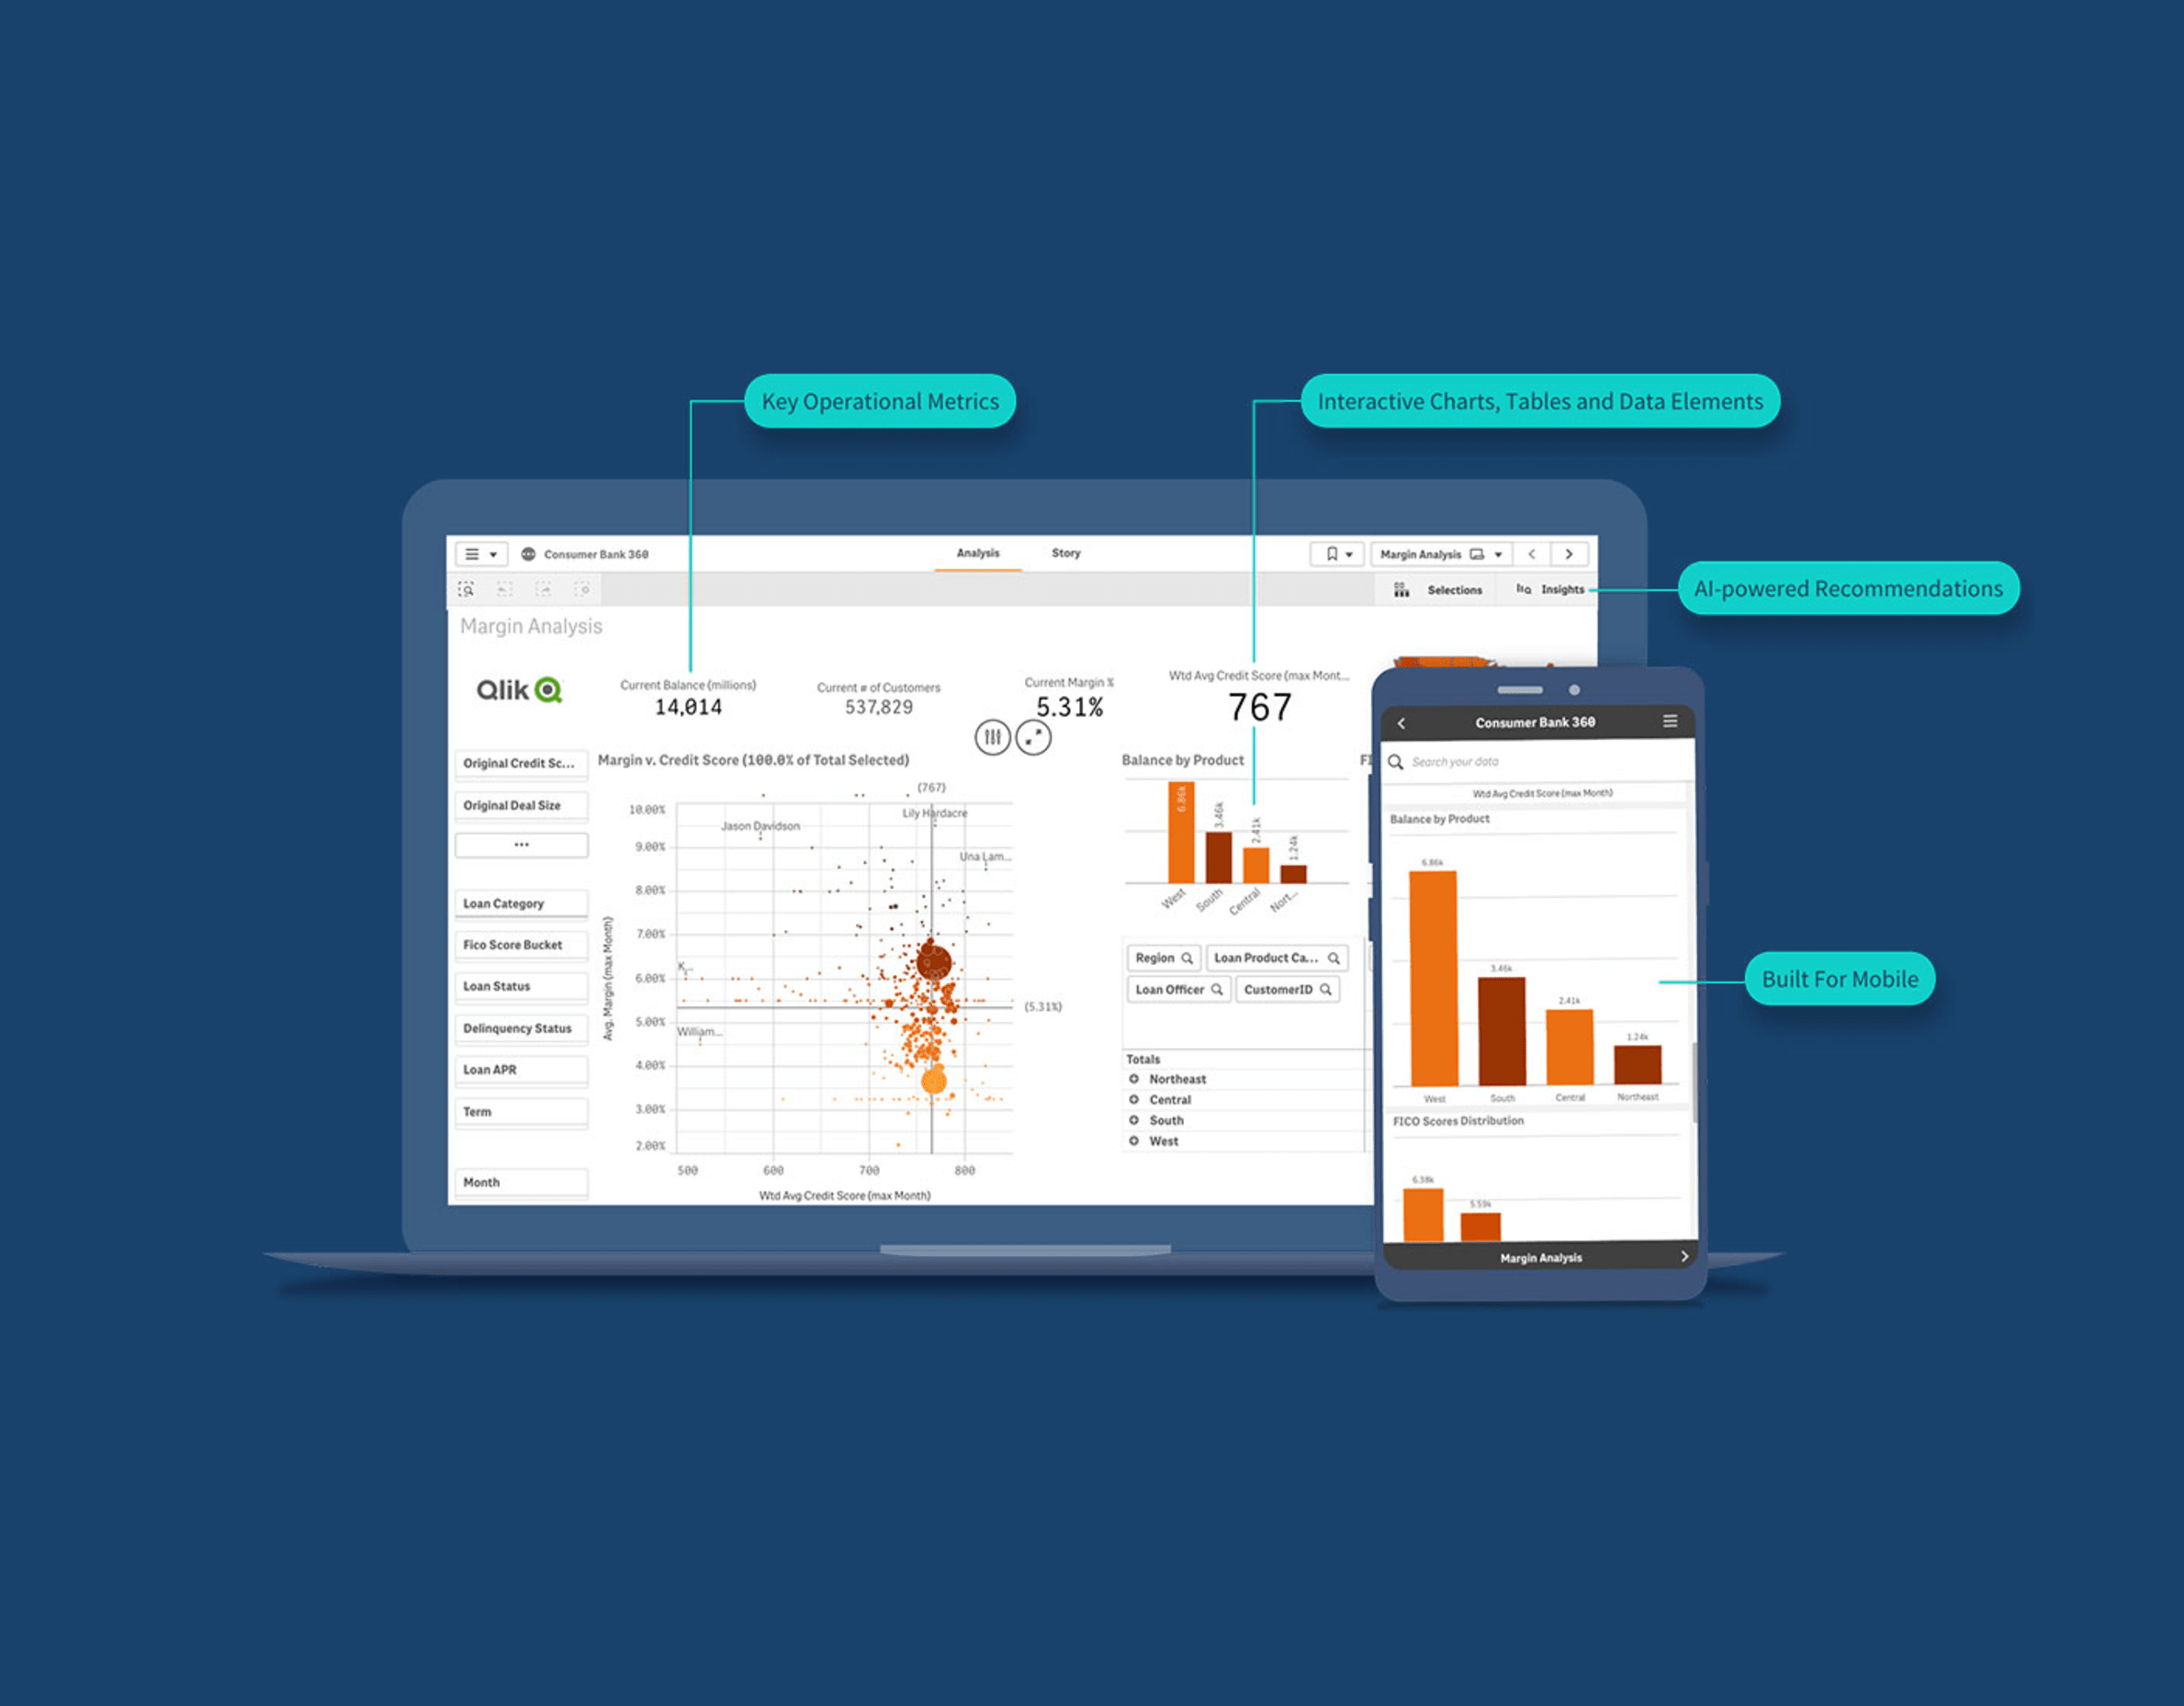 Key Operational Metrics
Interactive Charts, Tables and Data Elements
AI-powered Recommendations
Built For Mobile
Consumer Bank 360
Analysis
Story
Margin Analysis
Selections
Insights
Margin Analysis
Qlik
Current Balance (millions)
14,014
Current # of Customers
537,829
Current Margin %
5.31%
Wtd Avg Credit Score (max Mont...
767
Original Credit Sc...
Original Deal Size
...
Loan Category
Fico Score Bucket
Loan Status
Delinquency Status
Loan APR
Term
Month
Margin v. Credit Score (100.0% of Total Selected)
(767)
10.00%
9.00%
8.00%
7.00%
6.00%
5.00%
4.00%
3.00%
2.00%
Avg. Margin (max Month)
Jason Davidson
Lily Hardacre
Una Lam...
K...
William...
(5.31%)
500 600 700 800
Wtd Avg Credit Score (max Month)
Balance by Product
6.86k 3.46k 2.41k 1.24k
West South Central Nort...
FI
Region
Loan Product Ca...
Loan Officer
CustomerID
Totals
Northeast
Central
South
West
Consumer Bank 360
Search your data
Wtd Avg Credit Score (max Month)
Balance by Product
6.86k
3.46k
2.41k
1.24k
West South Central Northeast
FICO Scores Distribution
6.38k
5.59k
Margin Analysis